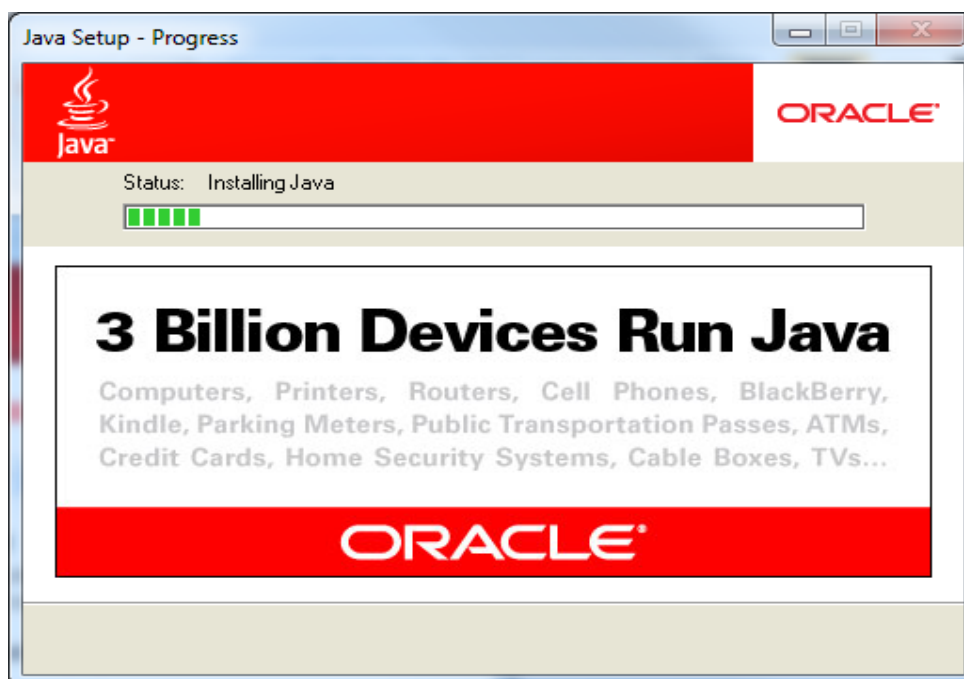 Java Setup - Progress
Java™
ORACLE®
Status: Installing Java
3 Billion Devices Run Java
Computers, Printers, Routers, Cell Phones, BlackBerry,
Kindle, Parking Meters, Public Transportation Passes, ATMs,
Credit Cards, Home Security Systems, Cable Boxes, TVs...
ORACLE®